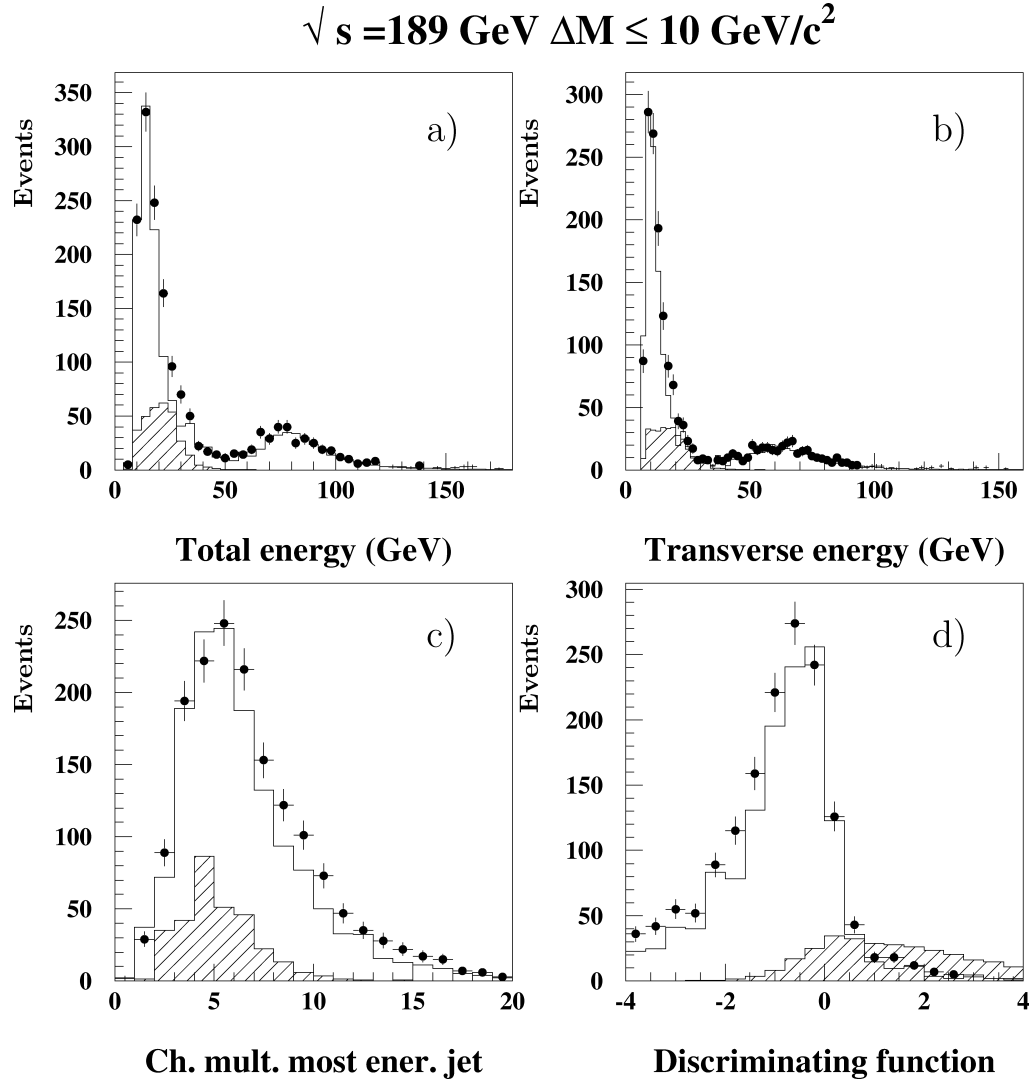 √ s =189 GeV ΔM ≤ 10 GeV/c²
Events
350
300
250
200
150
100
50
0
a)
0 50 100 150
Total energy (GeV)
Events
300
250
200
150
100
50
0
b)
0 50 100 150
Transverse energy (GeV)
Events
250
200
150
100
50
0
c)
0 5 10 15 20
Ch. mult. most ener. jet
Events
300
250
200
150
100
50
0
d)
-4 -2 0 2 4
Discriminating function